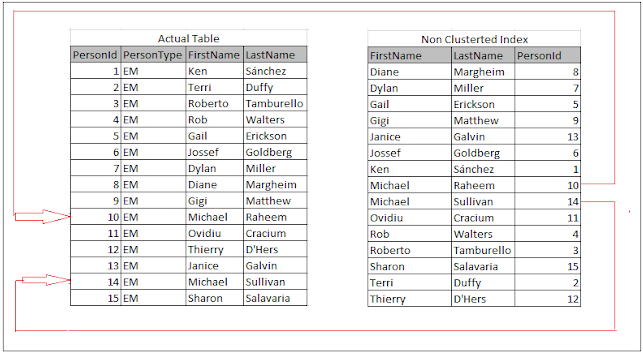 Actual Table
PersonId PersonType FirstName LastName
1 EM Ken Sánchez
2 EM Terri Duffy
3 EM Roberto Tamburello
4 EM Rob Walters
5 EM Gail Erickson
6 EM Jossef Goldberg
7 EM Dylan Miller
8 EM Diane Margheim
9 EM Gigi Matthew
10 EM Michael Raheem
11 EM Ovidiu Cracium
12 EM Thierry D'Hers
13 EM Janice Galvin
14 EM Michael Sullivan
15 EM Sharon Salavaria
Non Clusterted Index
FirstName LastName PersonId
Diane Margheim 8
Dylan Miller 7
Gail Erickson 5
Gigi Matthew 9
Janice Galvin 13
Jossef Goldberg 6
Ken Sánchez 1
Michael Raheem 10
Michael Sullivan 14
Ovidiu Cracium 11
Rob Walters 4
Roberto Tamburello 3
Sharon Salavaria 15
Terri Duffy 2
Thierry D'Hers 12